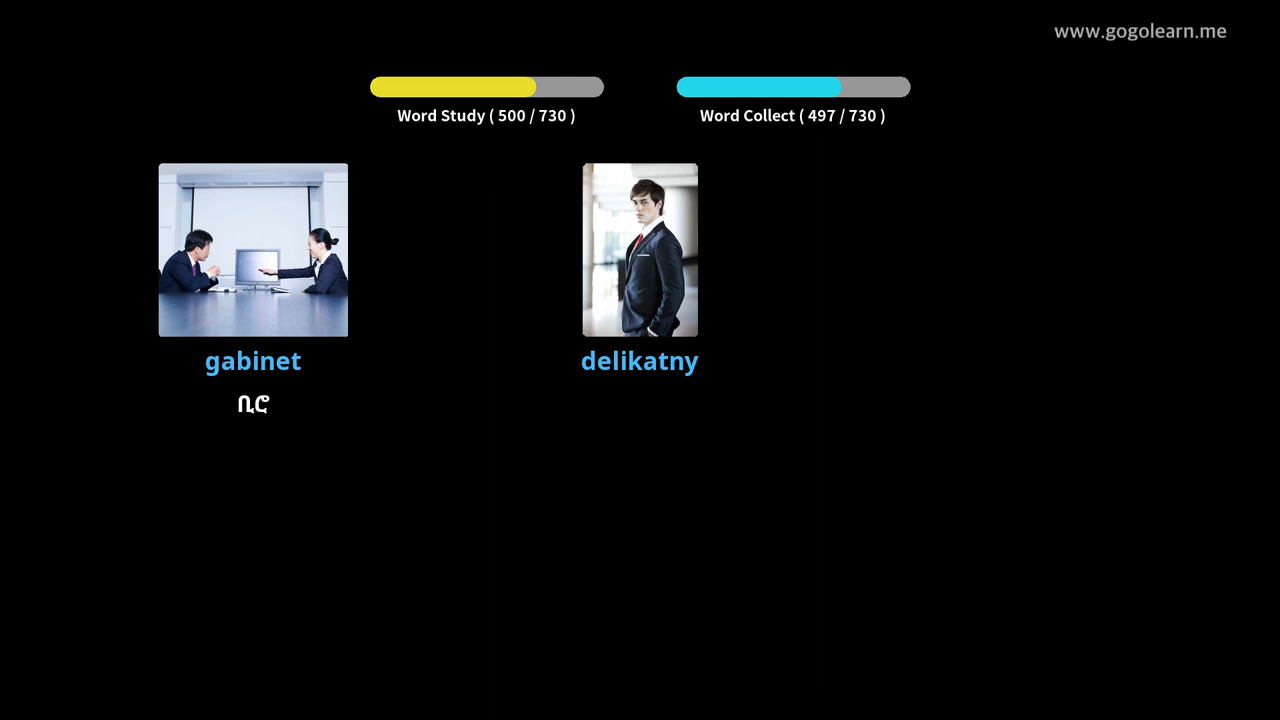 www.gogolearn.me
Word Study ( 500 / 730 )
Word Collect ( 497 / 730 )
gabinet
delikatny
ቢሮ